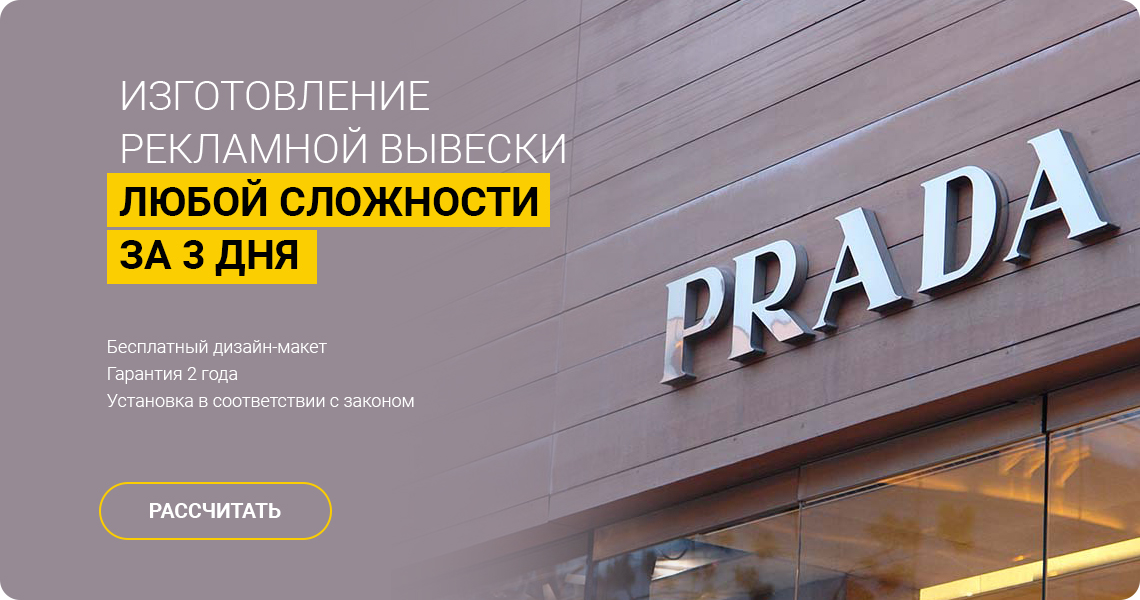 ИЗГОТОВЛЕНИЕ
РЕКЛАМНОЙ ВЫВЕСКИ
ЛЮБОЙ СЛОЖНОСТИ
ЗА 3 ДНЯ
Бесплатный дизайн-макет
Гарантия 2 года
Установка в соответствии с законом
РАССЧИТАТЬ
PRADA